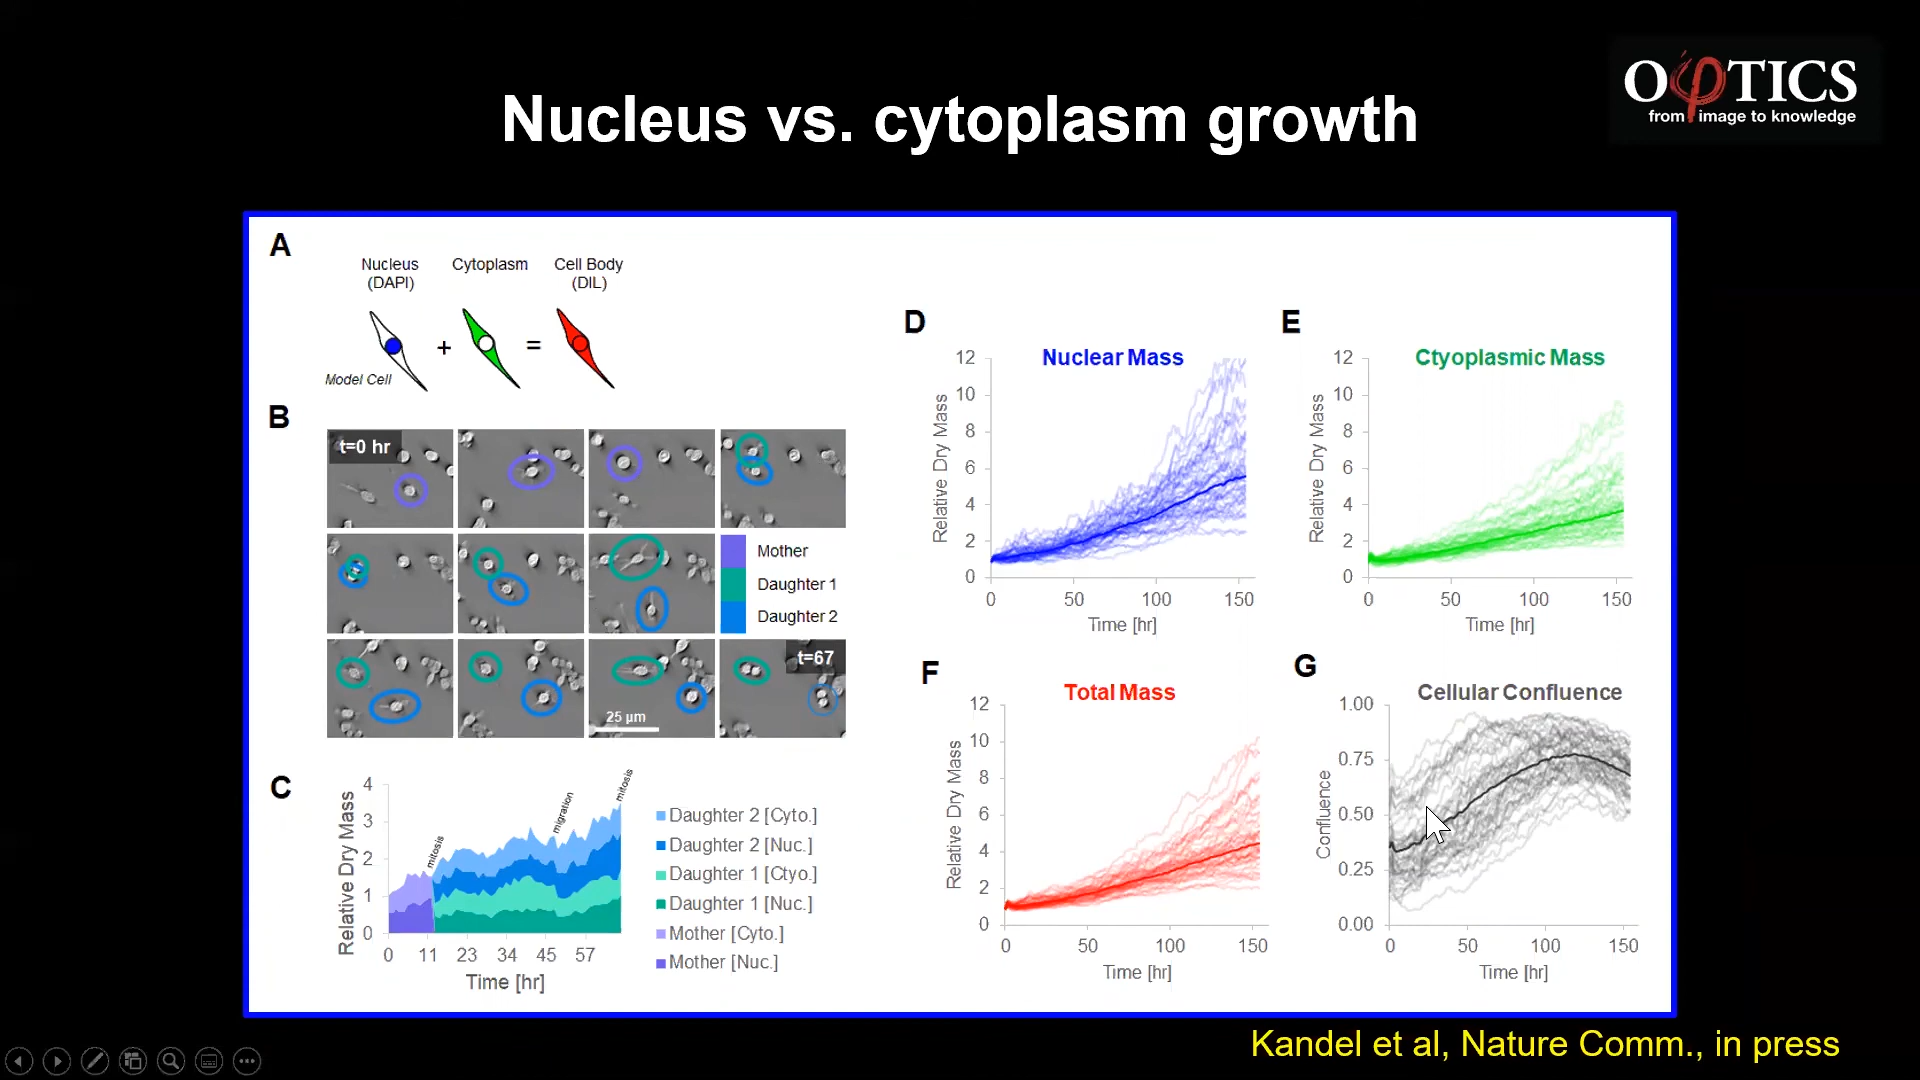 OφTICS
from image to knowledge
Nucleus vs. cytoplasm growth
A
Nucleus
(DAPI)
Cytoplasm
Cell Body
(DIL)
+
=
Model Cell
B
t=0 hr
Mother
Daughter 1
Daughter 2
t=67
25 µm
C
Relative Dry Mass
4
3
2
1
0
mitosis
migration
mitosis
0 11 23 34 45 57
Time [hr]
Daughter 2 [Cyto.]
Daughter 2 [Nuc.]
Daughter 1 [Ctyo.]
Daughter 1 [Nuc.]
Mother [Cyto.]
Mother [Nuc.]
D
Nuclear Mass
Relative Dry Mass
12
10
8
6
4
2
0
0 50 100 150
Time [hr]
E
Ctyoplasmic Mass
Relative Dry Mass
12
10
8
6
4
2
0
0 50 100 150
Time [hr]
F
Total Mass
Relative Dry Mass
12
10
8
6
4
2
0
0 50 100 150
Time [hr]
G
Cellular Confluence
Confluence
1.00
0.75
0.50
0.25
0.00
0 50 100 150
Time [hr]
Kandel et al, Nature Comm., in press